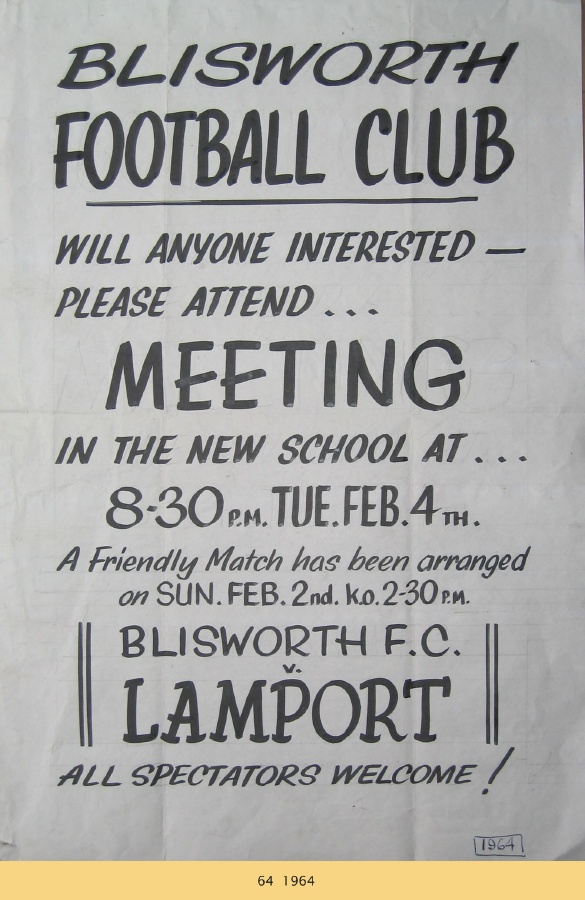 BLISWORTH
FOOTBALL CLUB
WILL ANYONE INTERESTED —
PLEASE ATTEND...
MEETING
IN THE NEW SCHOOL AT...
8-30 P.M. TUE. FEB. 4TH.
A Friendly Match has been arranged
on SUN. FEB. 2nd. K.o. 2-30 P.M.
BLISWORTH F.C.
v.
LAMPORT
ALL SPECTATORS WELCOME!
1964
64 1964